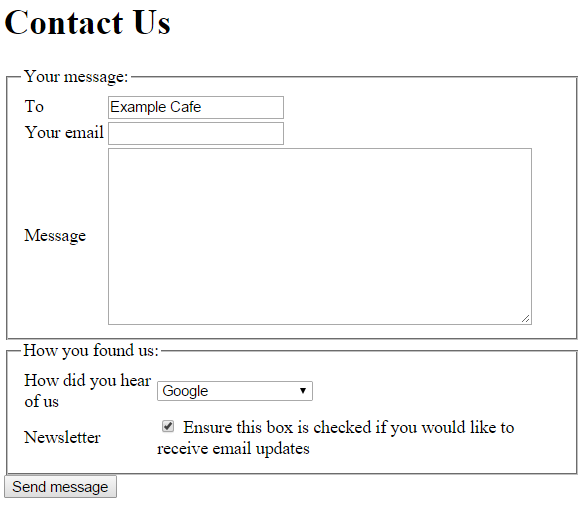 Contact Us
Your message:
To
Example Cafe
Your email
Message
How you found us:
How did you hear
of us
Google
Newsletter
Ensure this box is checked if you would like to
receive email updates
Send message